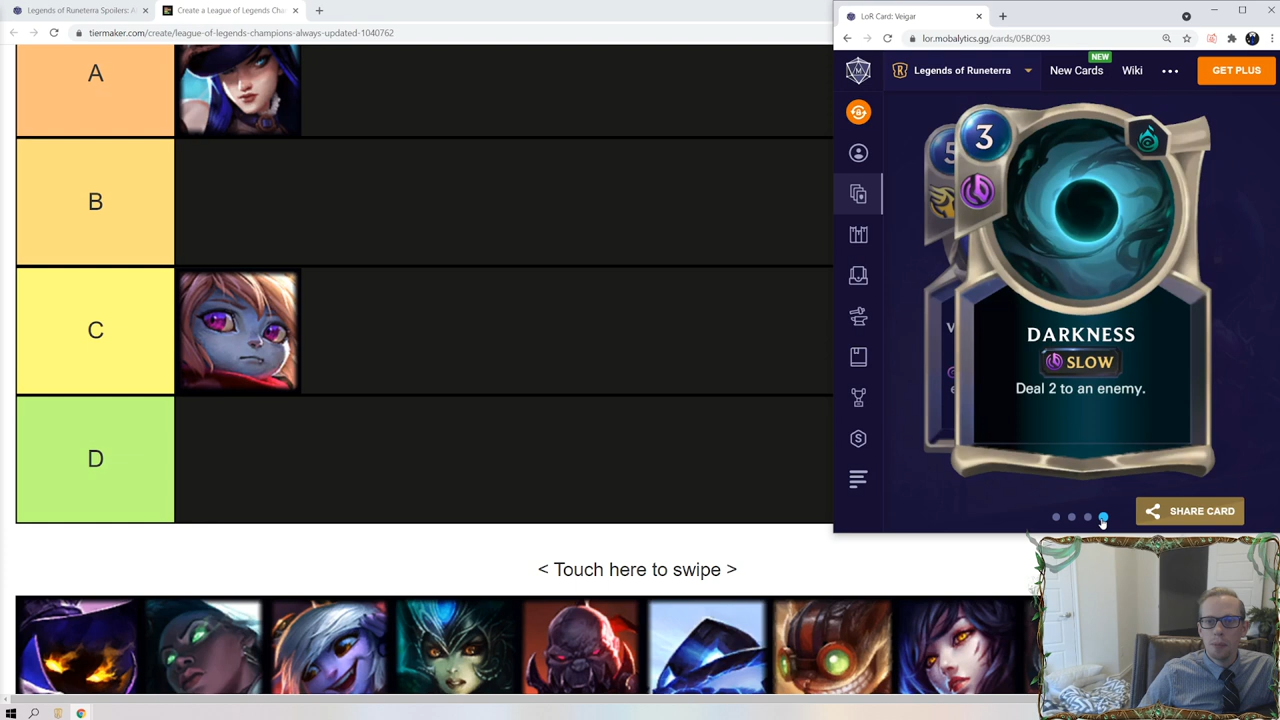 Legends of Runeterra Spoilers: A
Create a League of Legends Cha
tiermaker.com/create/league-of-legends-champions-always-updated-1040762
A
B
C
D
< Touch here to swipe >
LoR Card: Veigar
lor.mobalytics.gg/cards/05BC093
Legends of Runeterra
NEW
New Cards
Wiki
GET PLUS
5
3
DARKNESS
SLOW
Deal 2 to an enemy.
V
SHARE CARD